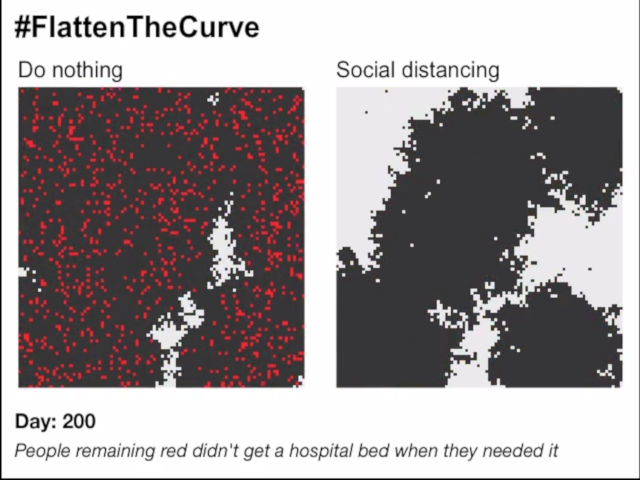 #FlattenTheCurve
Do nothing
Social distancing
Day: 200
People remaining red didn't get a hospital bed when they needed it